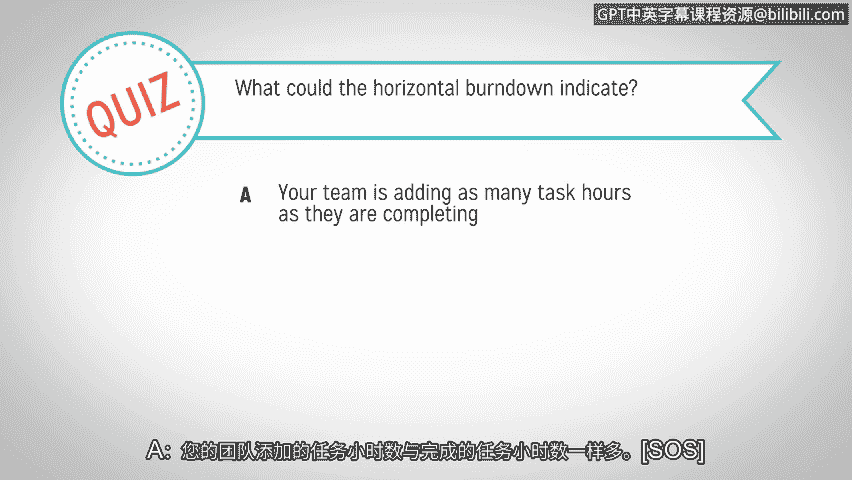 GPT中英字幕课程资源@bilibili.com
QUIZ
What could the horizontal burndown indicate?
A Your team is adding as many task hours
as they are completing
A：您的团队添加的任务小时数与完成的任务小时数一样多。[SOS]